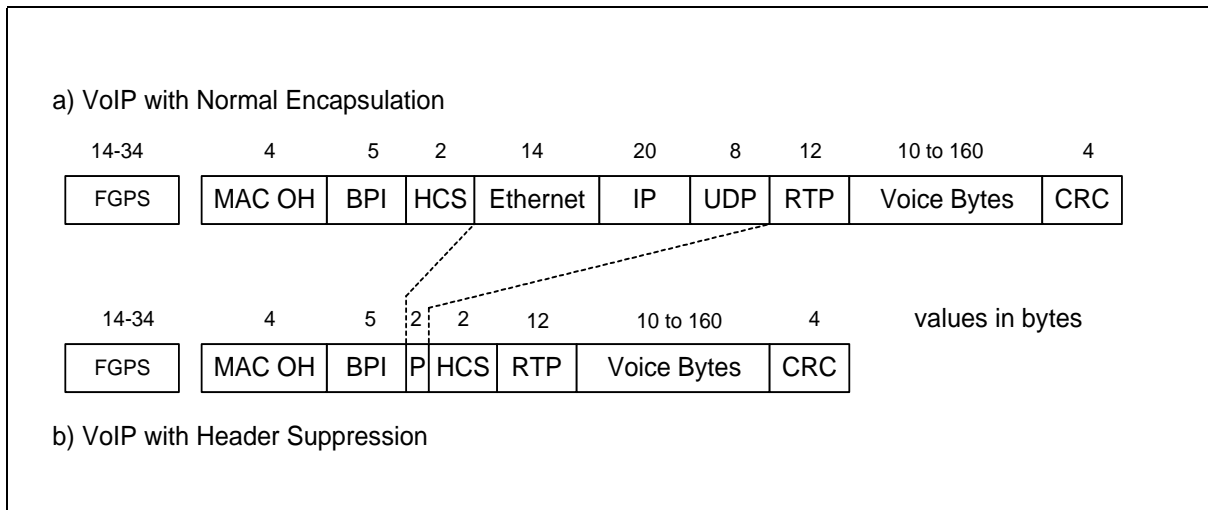 a) VoIP with Normal Encapsulation
14-34 4 5 2 14 20 8 12 10 to 160 4
FGPS MAC OH BPI HCS Ethernet IP UDP RTP Voice Bytes CRC
14-34 4 5 2 2 12 10 to 160 4 values in bytes
FGPS MAC OH BPI P HCS RTP Voice Bytes CRC
b) VoIP with Header Suppression